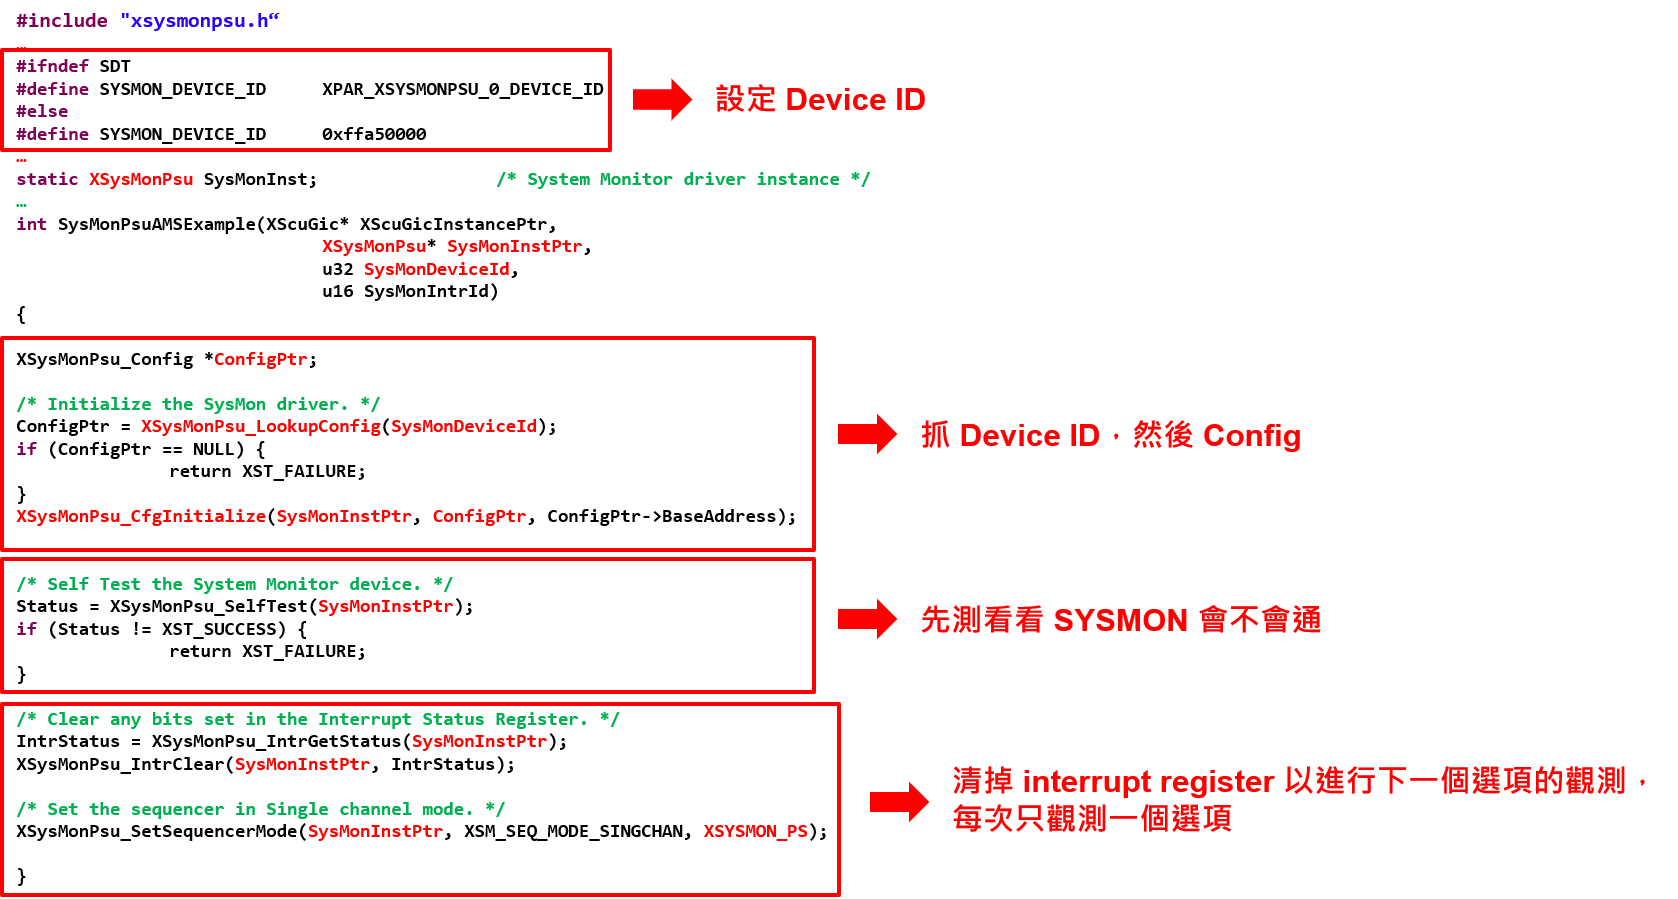 #include "xsysmonpsu.h“
…
#ifndef SDT
#define SYSMON_DEVICE_ID XPAR_XSYSMONPSU_0_DEVICE_ID
#else
#define SYSMON_DEVICE_ID 0xffa50000
設定 Device ID
…
static XSysMonPsu SysMonInst; /* System Monitor driver instance */
…
int SysMonPsuAMSExample(XScuGic* XScuGicInstancePtr,
XSysMonPsu* SysMonInstPtr,
u32 SysMonDeviceId,
u16 SysMonIntrId)
{
XSysMonPsu_Config *ConfigPtr;
/* Initialize the SysMon driver. */
ConfigPtr = XSysMonPsu_LookupConfig(SysMonDeviceId);
if (ConfigPtr == NULL) {
return XST_FAILURE;
}
XSysMonPsu_CfgInitialize(SysMonInstPtr, ConfigPtr, ConfigPtr->BaseAddress);
抓 Device ID，然後 Config
/* Self Test the System Monitor device. */
Status = XSysMonPsu_SelfTest(SysMonInstPtr);
if (Status != XST_SUCCESS) {
return XST_FAILURE;
}
先測看看 SYSMON 會不會通
/* Clear any bits set in the Interrupt Status Register. */
IntrStatus = XSysMonPsu_IntrGetStatus(SysMonInstPtr);
XSysMonPsu_IntrClear(SysMonInstPtr, IntrStatus);
/* Set the sequencer in Single channel mode. */
XSysMonPsu_SetSequencerMode(SysMonInstPtr, XSM_SEQ_MODE_SINGCHAN, XSYSMON_PS);
}
清掉 interrupt register 以進行下一個選項的觀測，
每次只觀測一個選項